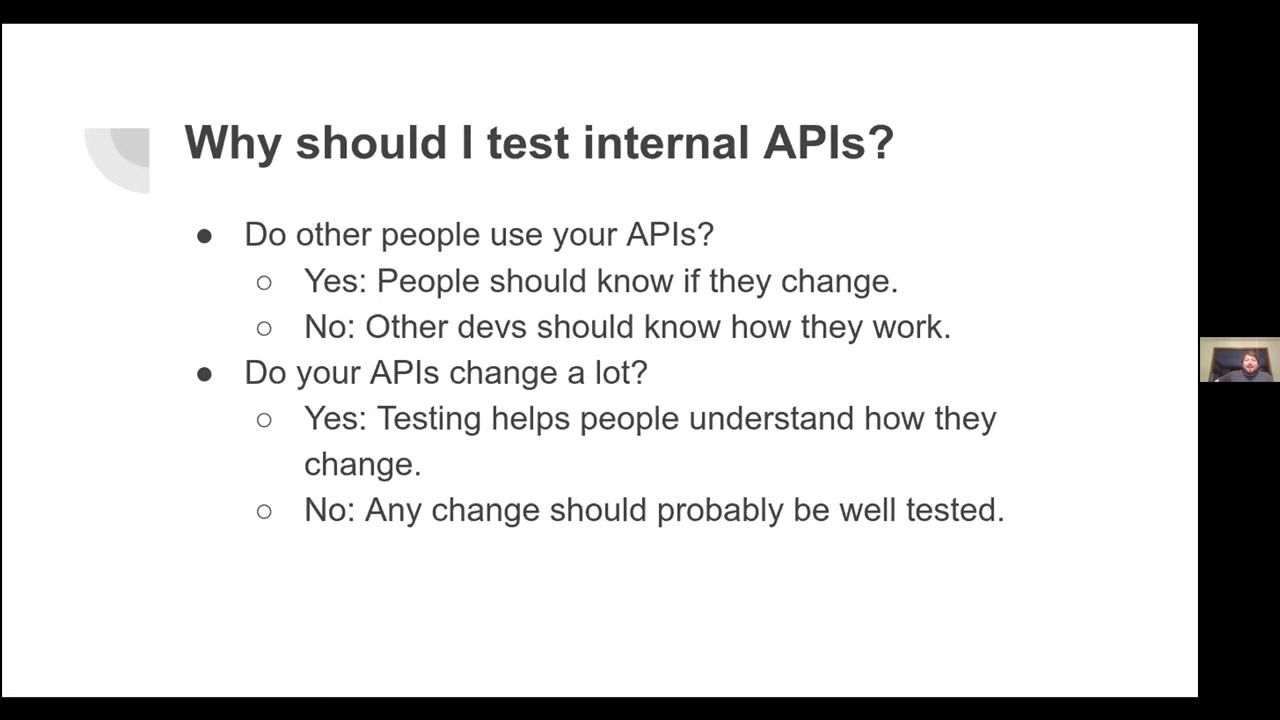 Why should I test internal APIs?
● Do other people use your APIs?
○ Yes: People should know if they change.
○ No: Other devs should know how they work.
● Do your APIs change a lot?
○ Yes: Testing helps people understand how they
change.
○ No: Any change should probably be well tested.